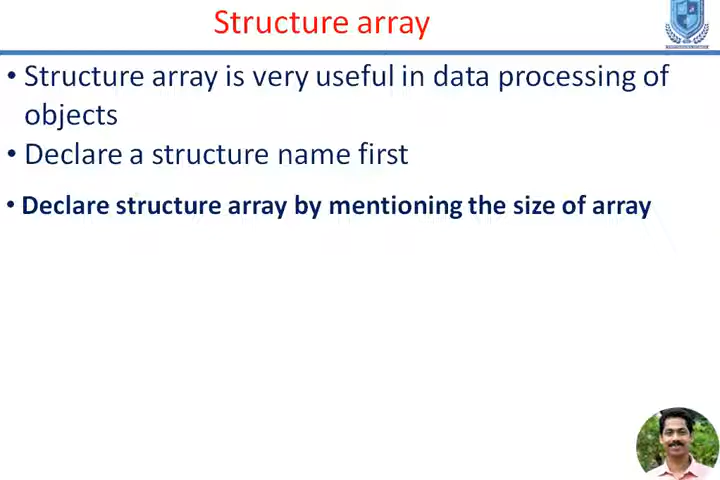 Structure array
• Structure array is very useful in data processing of
objects
• Declare a structure name first
• Declare structure array by mentioning the size of array